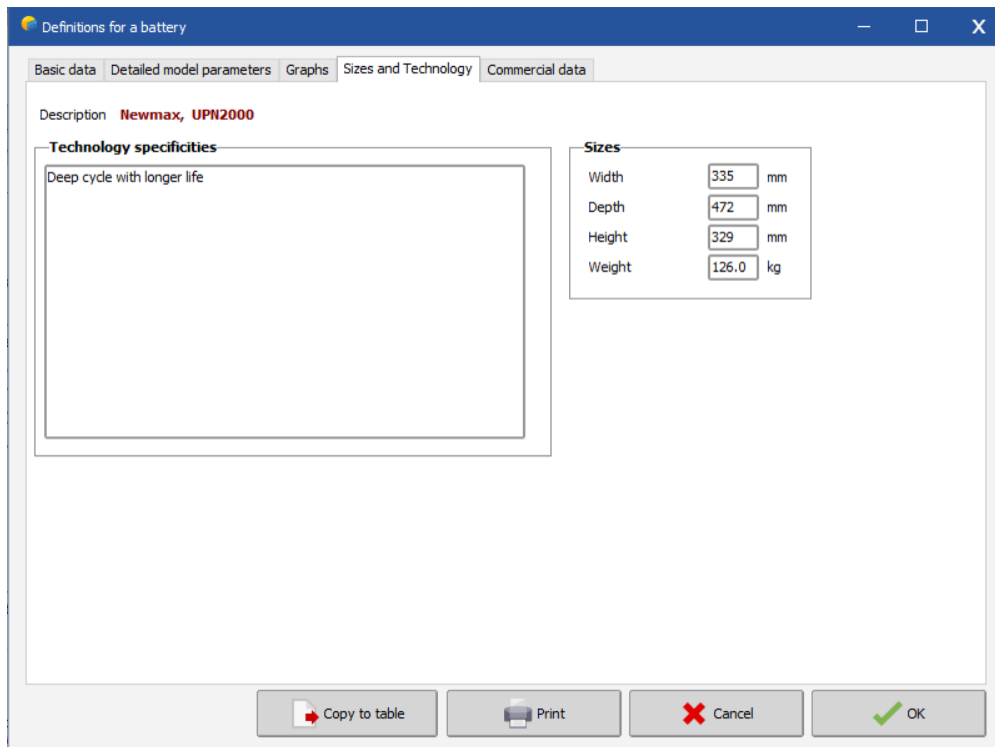 Definitions for a battery
Basic data Detailed model parameters Graphs Sizes and Technology Commercial data
Description Newmax, UPN2000
Technology specificities
Deep cycle with longer life
Sizes
Width 335 mm
Depth 472 mm
Height 329 mm
Weight 126.0 kg
Copy to table Print Cancel OK